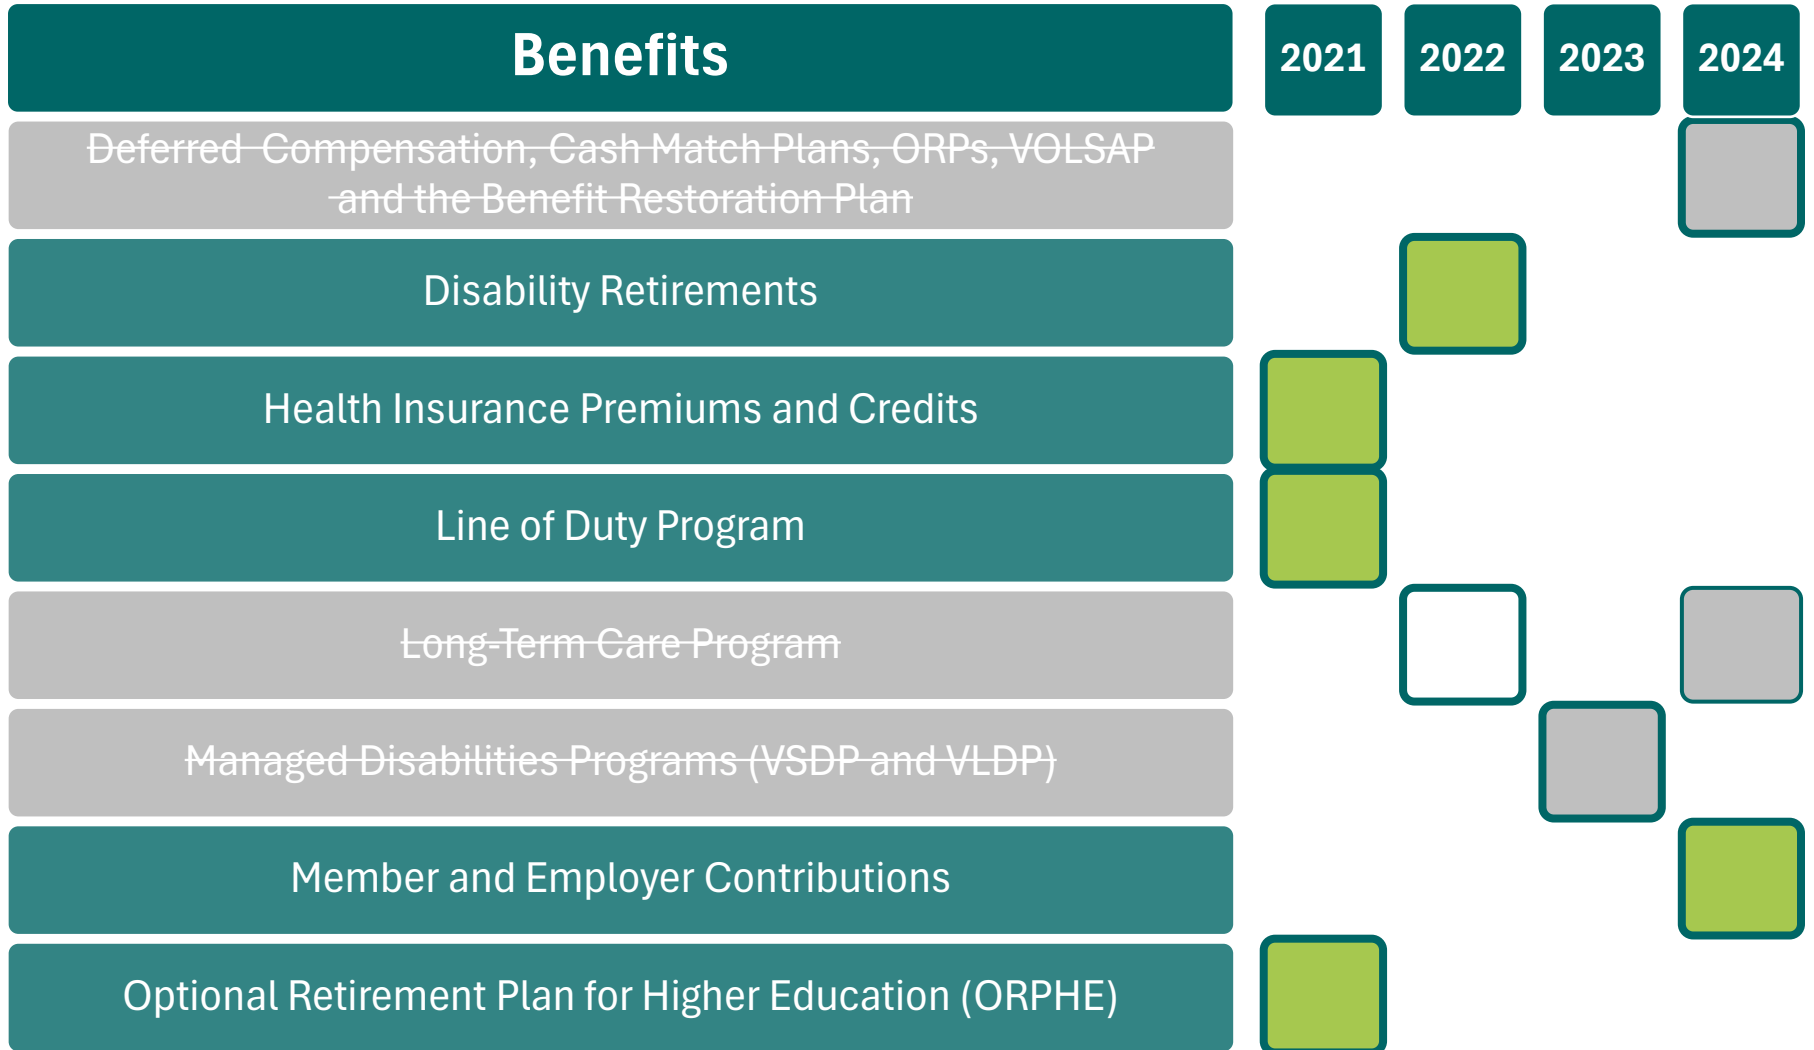 Benefits 2021 2022 2023 2024
Deferred Compensation, Cash Match Plans, ORPs, VOLSAP
and the Benefit Restoration Plan
Disability Retirements
Health Insurance Premiums and Credits
Line of Duty Program
Long-Term Care Program
Managed Disabilities Programs (VSDP and VLDP)
Member and Employer Contributions
Optional Retirement Plan for Higher Education (ORPHE)